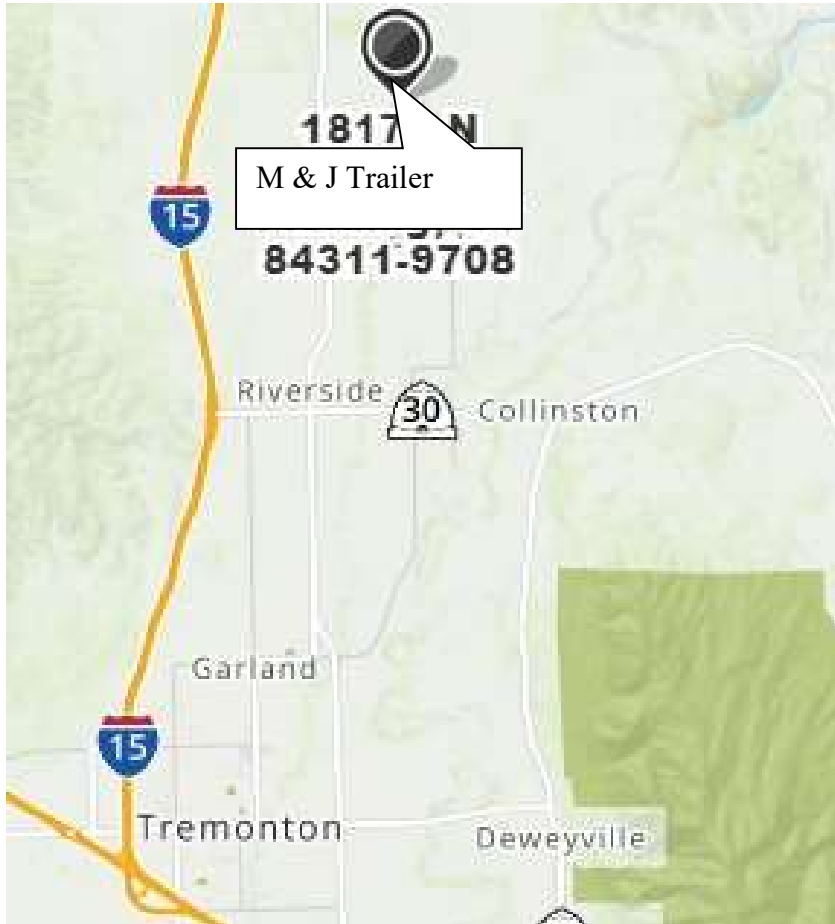 1817 N
M & J Trailer
84311-9708
15
Riverside
30
Collinston
Garland
15
Tremonton
Deweyville